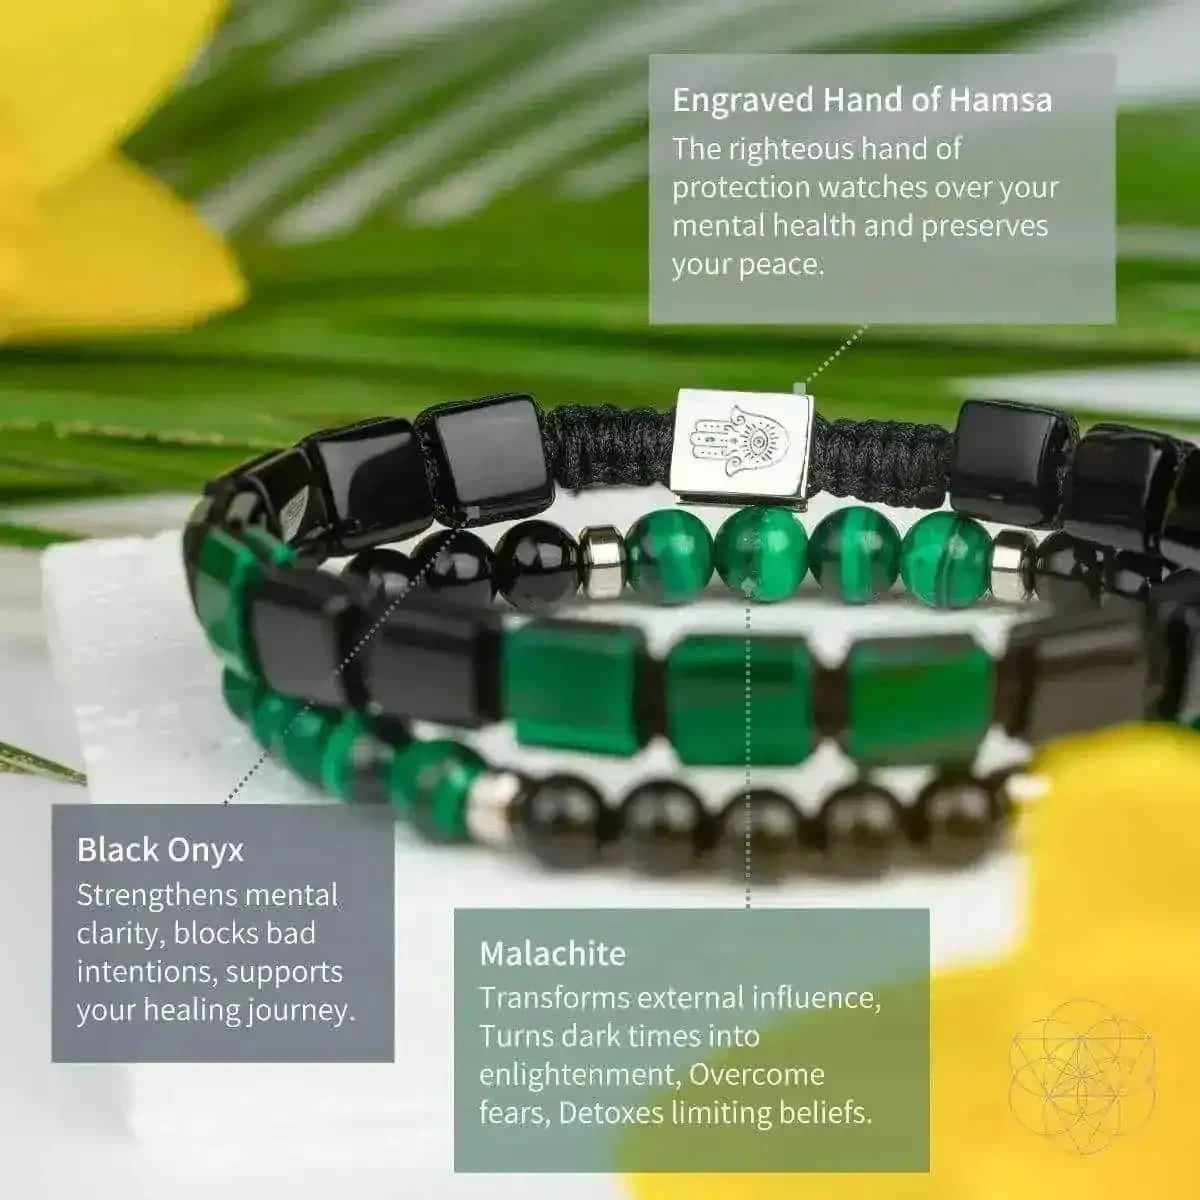 Engraved Hand of Hamsa
The righteous hand of
protection watches over your
mental health and preserves
your peace.
Black Onyx
Strengthens mental
clarity, blocks bad
intentions, supports
your healing journey.
Malachite
Transforms external influence,
Turns dark times into
enlightenment, Overcome
fears, Detoxes limiting beliefs.